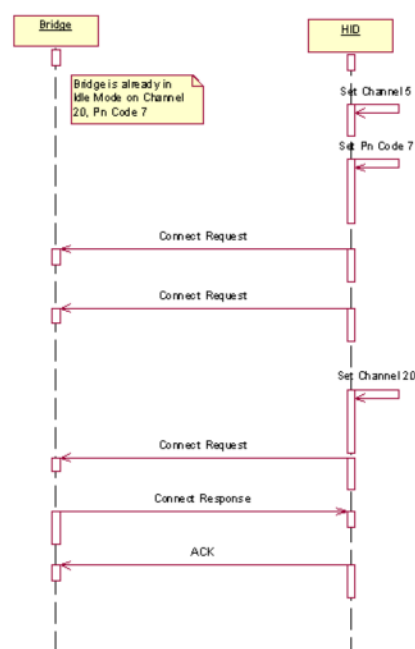 Bridge
HID
Bridge is already in
Idle Mode on Channel
20, Pn Code 7
Set Channel 5
Set Pn Code 7
Connect Request
Connect Request
Set Channel 20
Connect Request
Connect Response
ACK